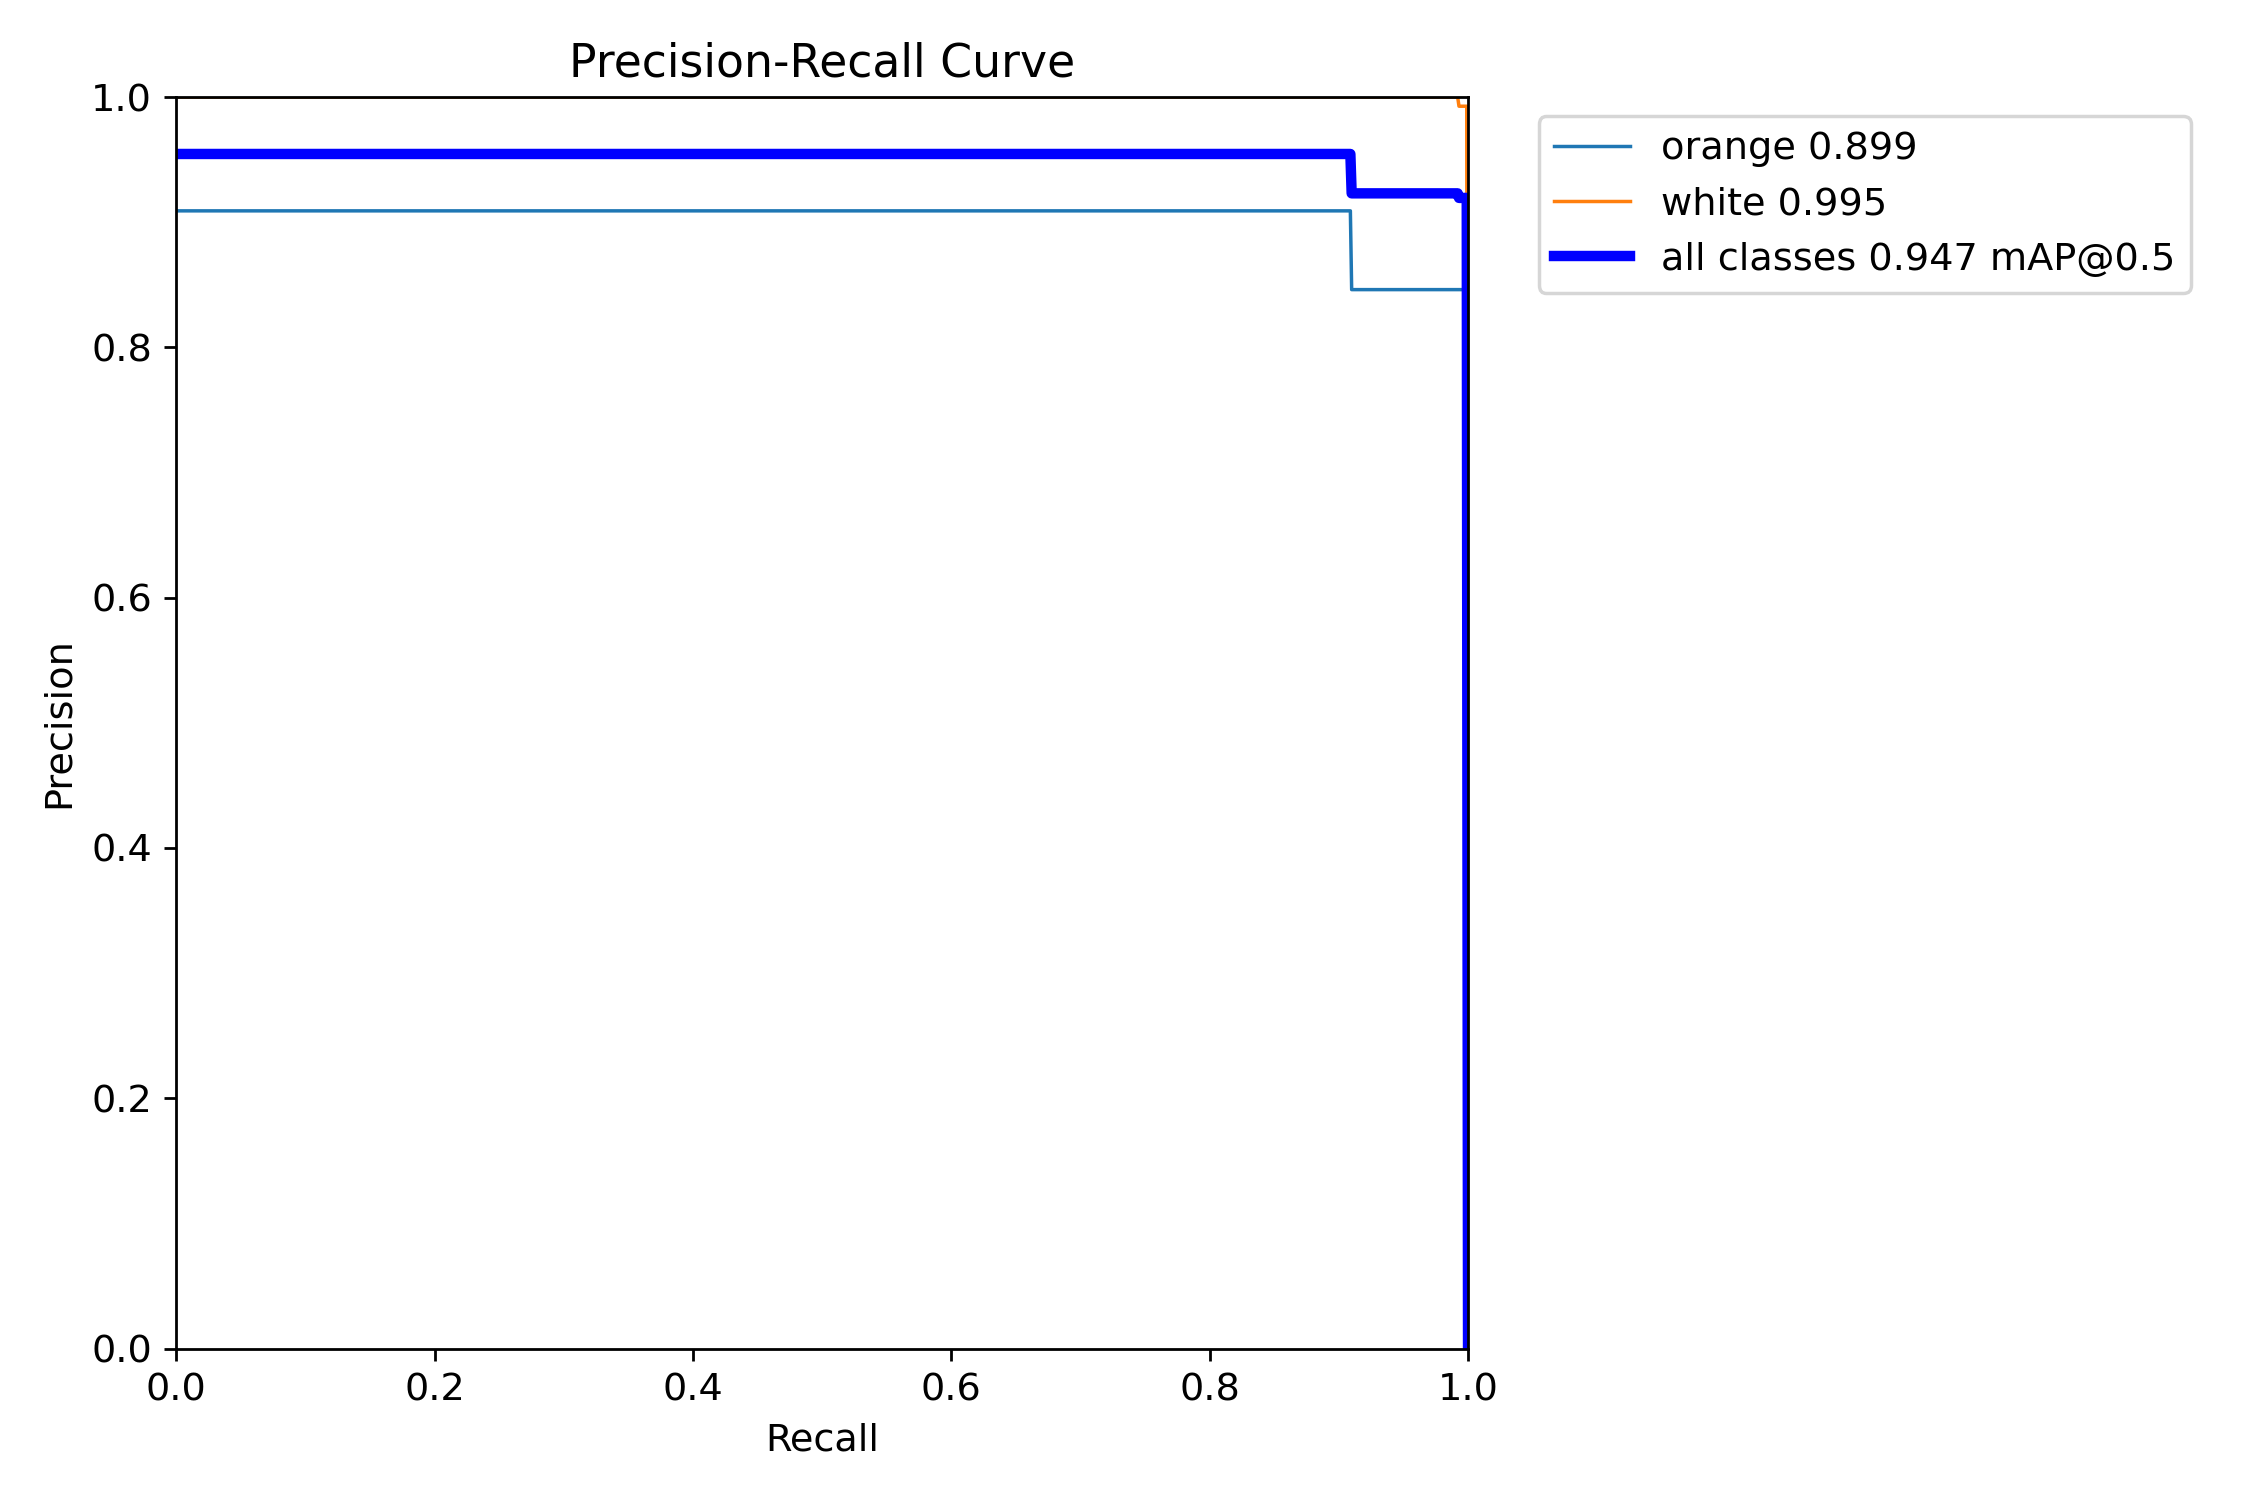 Precision-Recall Curve
1.0
0.8
0.6
0.4
0.2
0.0
Precision
0.0 0.2 0.4 0.6 0.8 1.0
Recall
orange 0.899
white 0.995
all classes 0.947 mAP@0.5